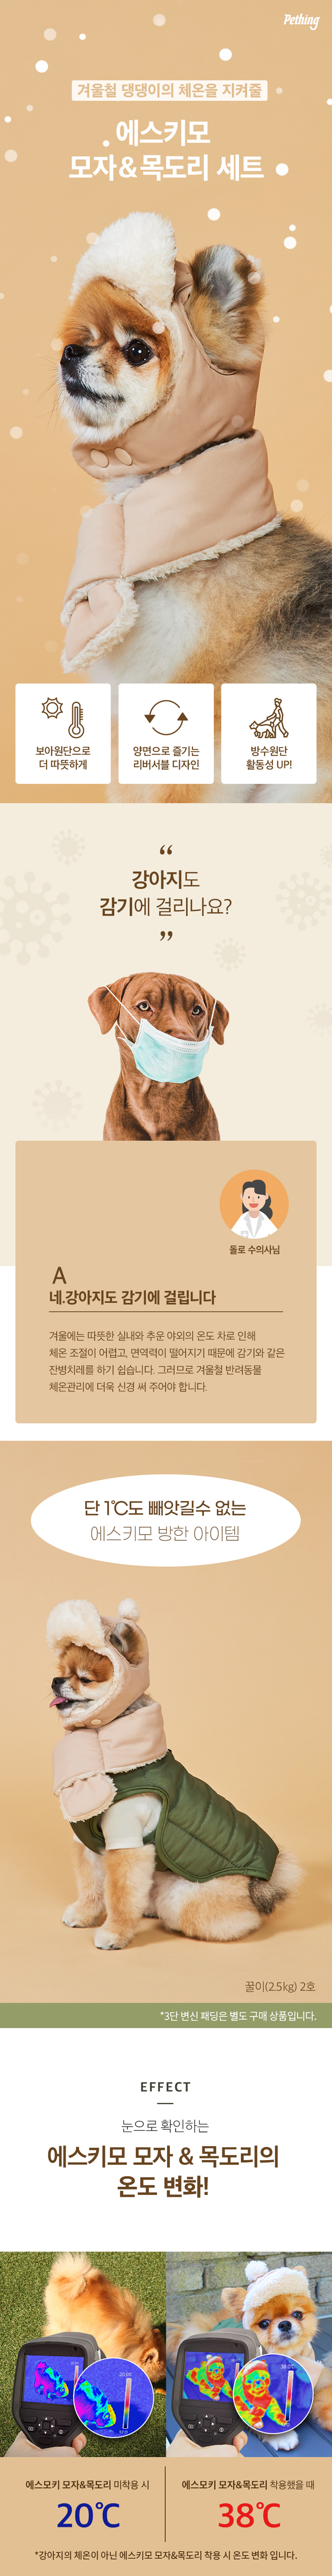 Pething
겨울철 댕댕이의 체온을 지켜줄
에스키모
모자&목도리 세트
보아원단으로
더 따뜻하게
양면으로 즐기는
리버서블 디자인
방수원단
활동성 UP!
“
강아지도
감기에 걸리나요?
”
돌로 수의사님
A
네.강아지도 감기에 걸립니다
겨울에는 따뜻한 실내와 추운 야외의 온도 차로 인해
체온 조절이 어렵고, 면역력이 떨어지기 때문에 감기와 같은
잔병치레를 하기 쉽습니다. 그러므로 겨울철 반려동물
체온관리에 더욱 신경 써 주어야 합니다.
단 1℃도 빼앗길수 없는
에스키모 방한 아이템
꿀이(2.5kg) 2호
*3단 변신 패딩은 별도 구매 상품입니다.
EFFECT
눈으로 확인하는
에스키모 모자 & 목도리의
온도 변화!
에스모키 모자&목도리 미착용 시
20℃
에스모키 모자&목도리 착용했을 때
38℃
*강아지의 체온이 아닌 에스키모 모자&목도리 착용 시 온도 변화 입니다.